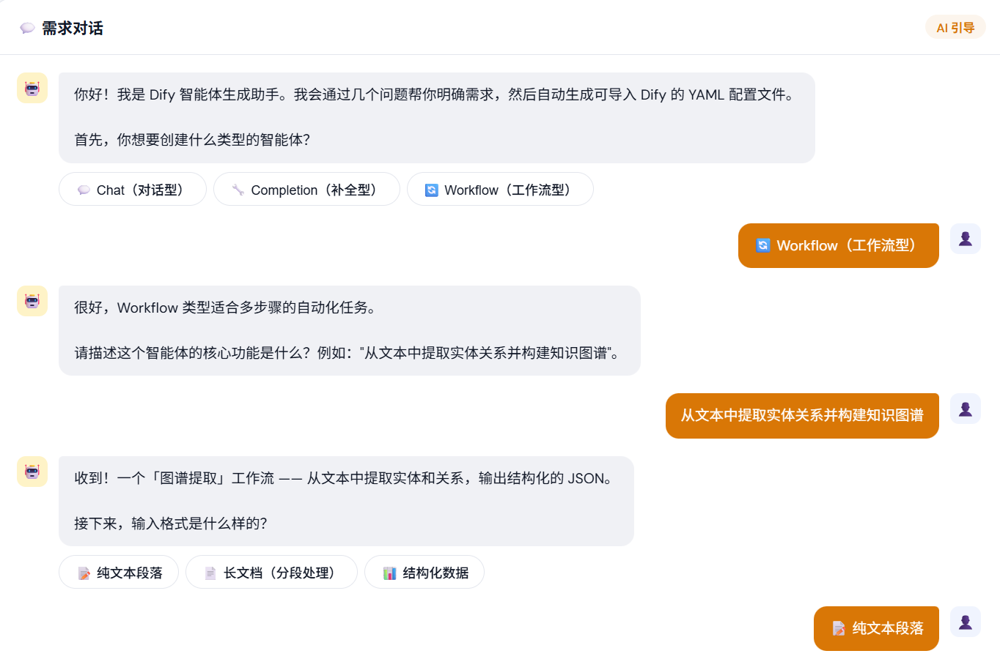 需求对话
AI 引导
你好！我是 Dify 智能体生成助手。我会通过几个问题帮你明确需求，然后自动生成可导入 Dify 的 YAML 配置文件。
首先，你想要创建什么类型的智能体？
Chat（对话型）
Completion（补全型）
Workflow（工作流型）
Workflow（工作流型）
很好，Workflow 类型适合多步骤的自动化任务。
请描述这个智能体的核心功能是什么？例如："从文本中提取实体关系并构建知识图谱"。
从文本中提取实体关系并构建知识图谱
收到！一个「图谱提取」工作流 —— 从文本中提取实体和关系，输出结构化的 JSON。
接下来，输入格式是什么样的？
纯文本段落
长文档（分段处理）
结构化数据
纯文本段落